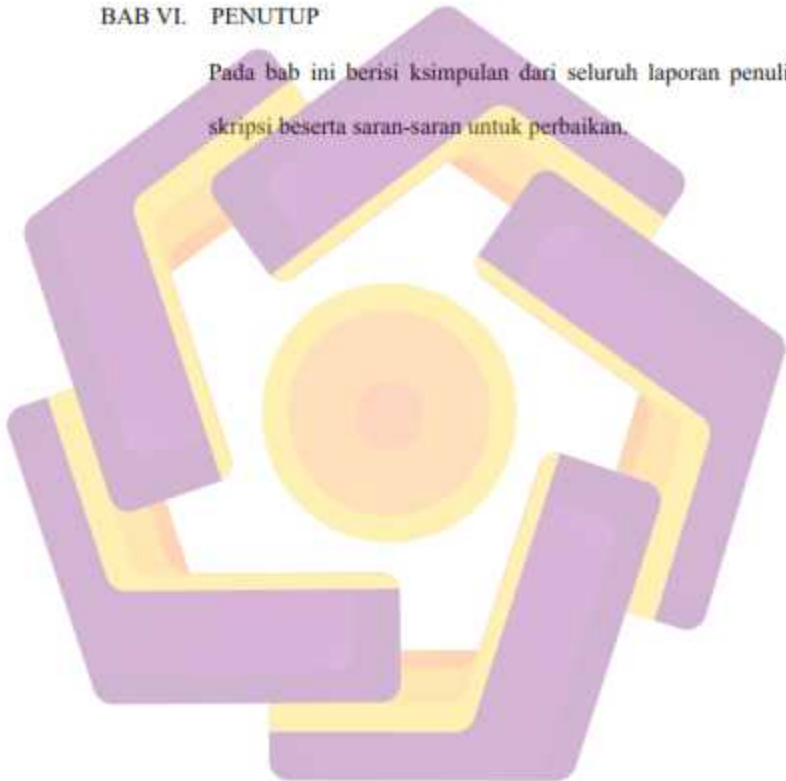 BAB VI. PENUTUP
Pada bab ini berisi ksimpulan dari seluruh laporan penuli
skripsi beserta saran-saran untuk perbaikan.